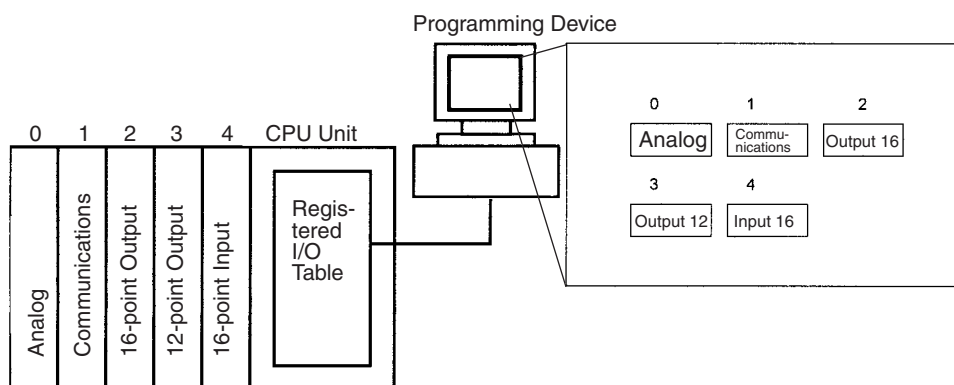 Programming Device
0 1 2 3 4 CPU Unit
Analog
Communications
16-point Output
12-point Output
16-point Input
Regis-
tered
I/O
Table
0 1 2
Analog
Commu-
nications
Output 16
3 4
Output 12
Input 16